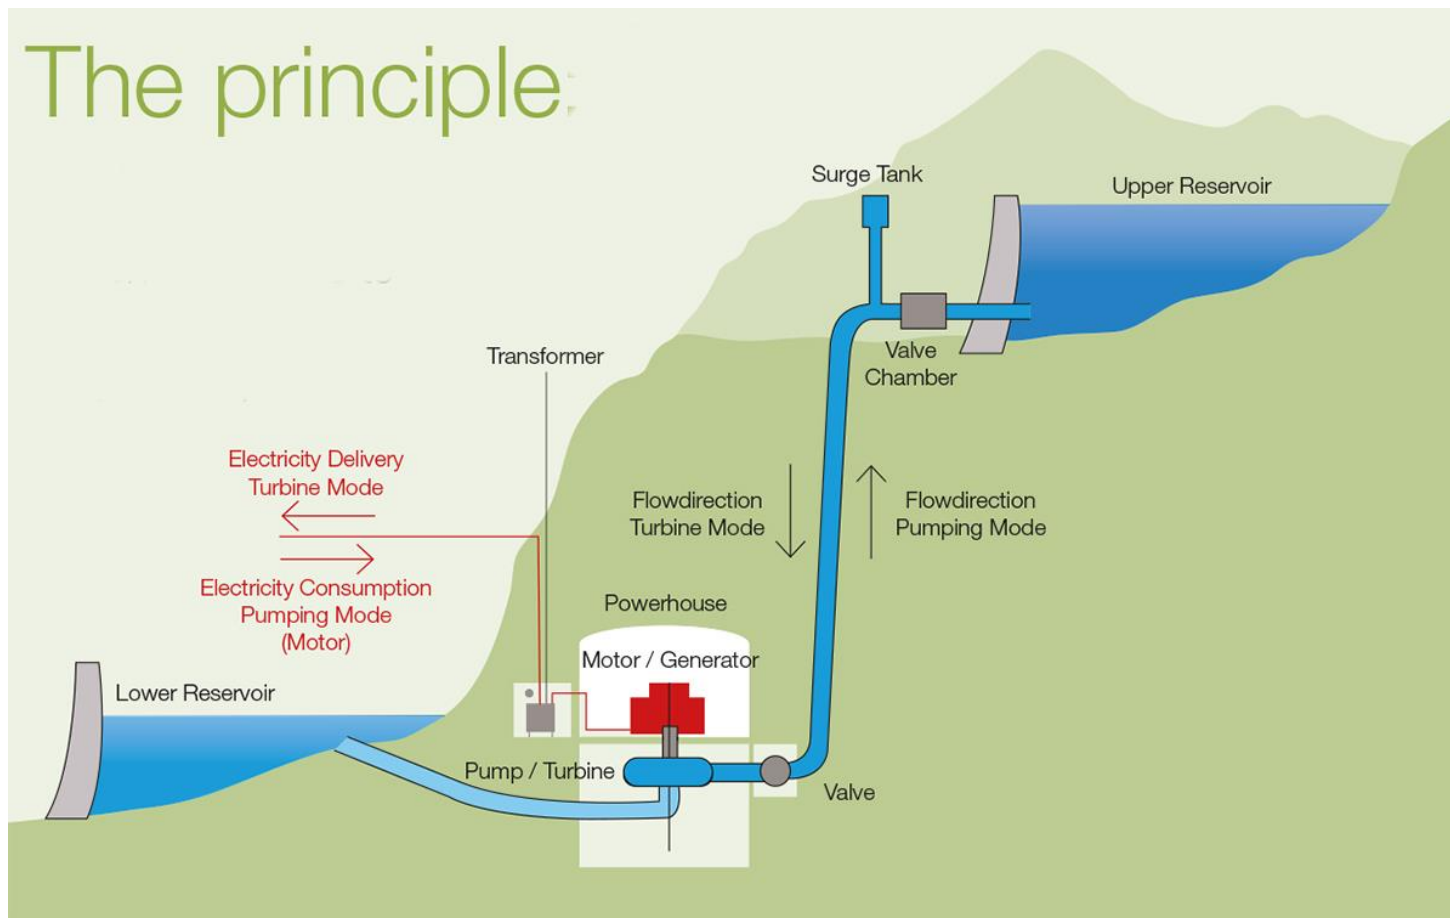 The principle
Surge Tank
Upper Reservoir
Valve
Chamber
Transformer
Electricity Delivery
Turbine Mode
Flowdirection
Turbine Mode
Flowdirection
Pumping Mode
Electricity Consumption
Pumping Mode
(Motor)
Powerhouse
Motor / Generator
Lower Reservoir
Pump / Turbine
Valve